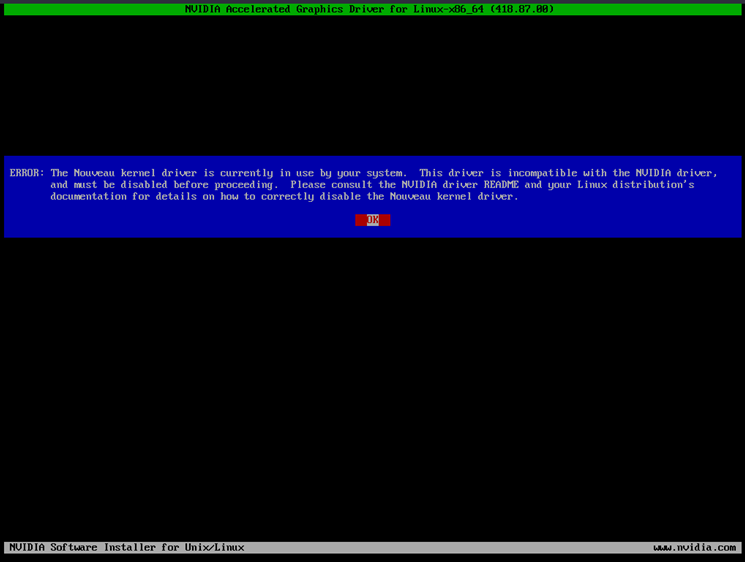 NVIDIA Accelerated Graphics Driver for Linux-x86_64 (418.87.00)
ERROR: The Nouveau kernel driver is currently in use by your system.  This driver is incompatible with the NVIDIA driver,
and must be disabled before proceeding.  Please consult the NVIDIA driver README and your Linux distribution's
documentation for details on how to correctly disable the Nouveau kernel driver.
OK
NVIDIA Software Installer for Unix/Linux
www.nvidia.com